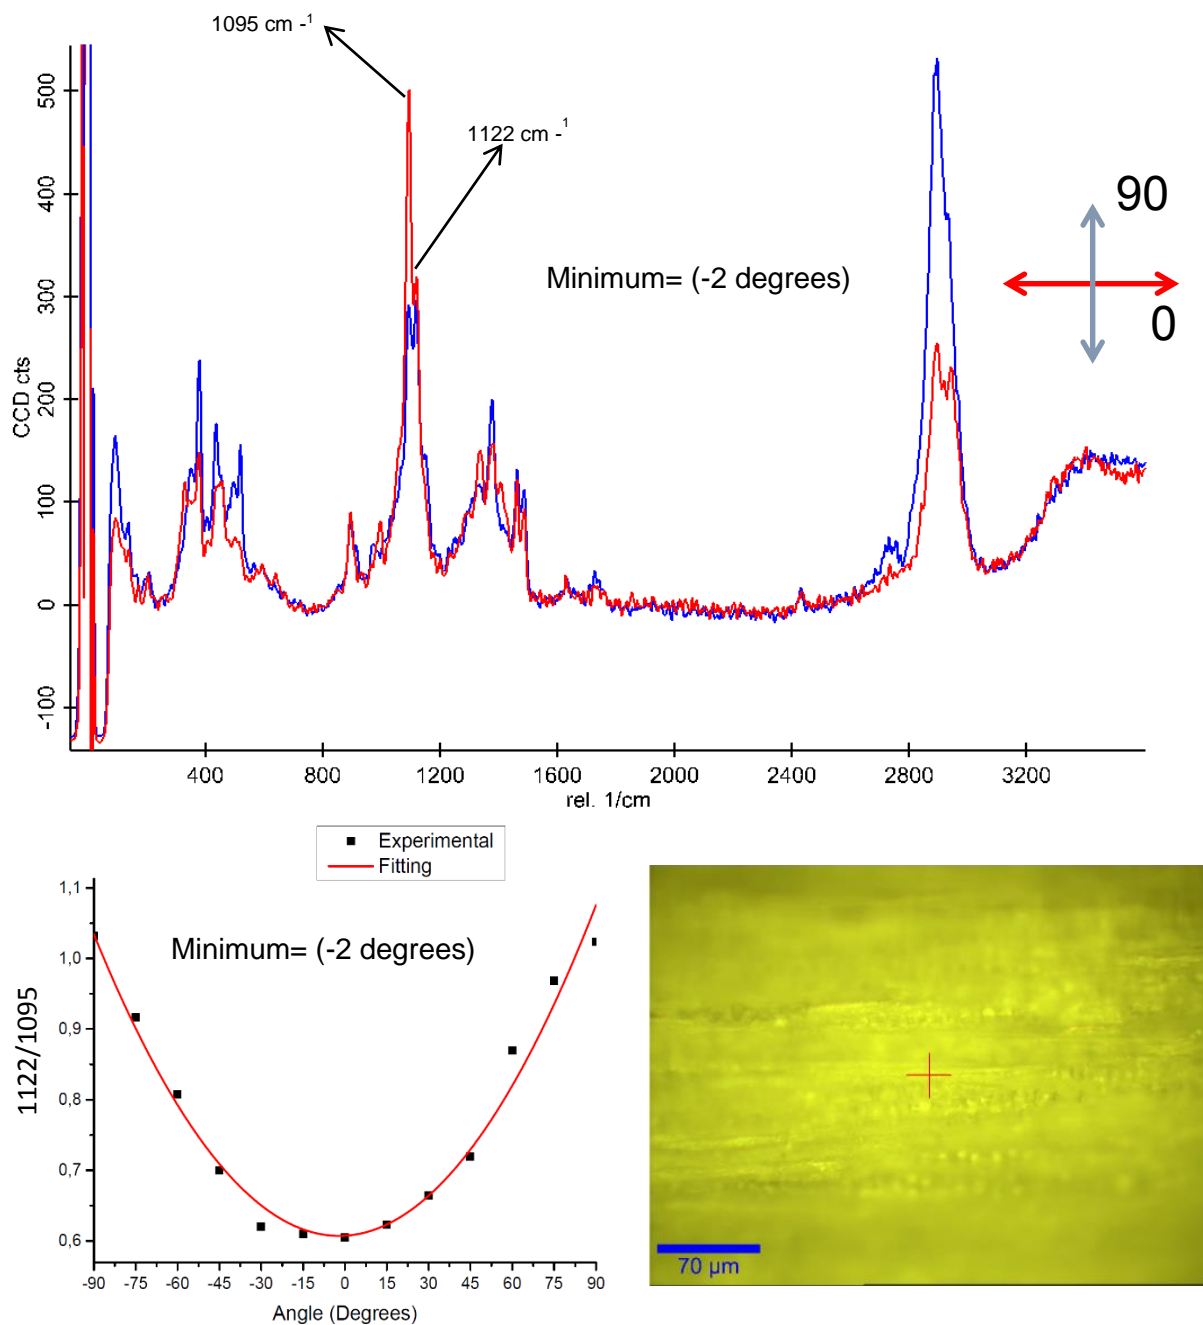 1095 cm -1
1122 cm -1
500
400
300
200
100
0
-100
CCD cts
Minimum= (-2 degrees)
90
0
400 800 1200 1600 2000 2400 2800 3200
rel. 1/cm
Experimental
Fitting
1,1
1,0
0,9
0,8
0,7
0,6
1122/1095
Minimum= (-2 degrees)
-90 -75 -60 -45 -30 -15 0 15 30 45 60 75 90
Angle (Degrees)
70 µm